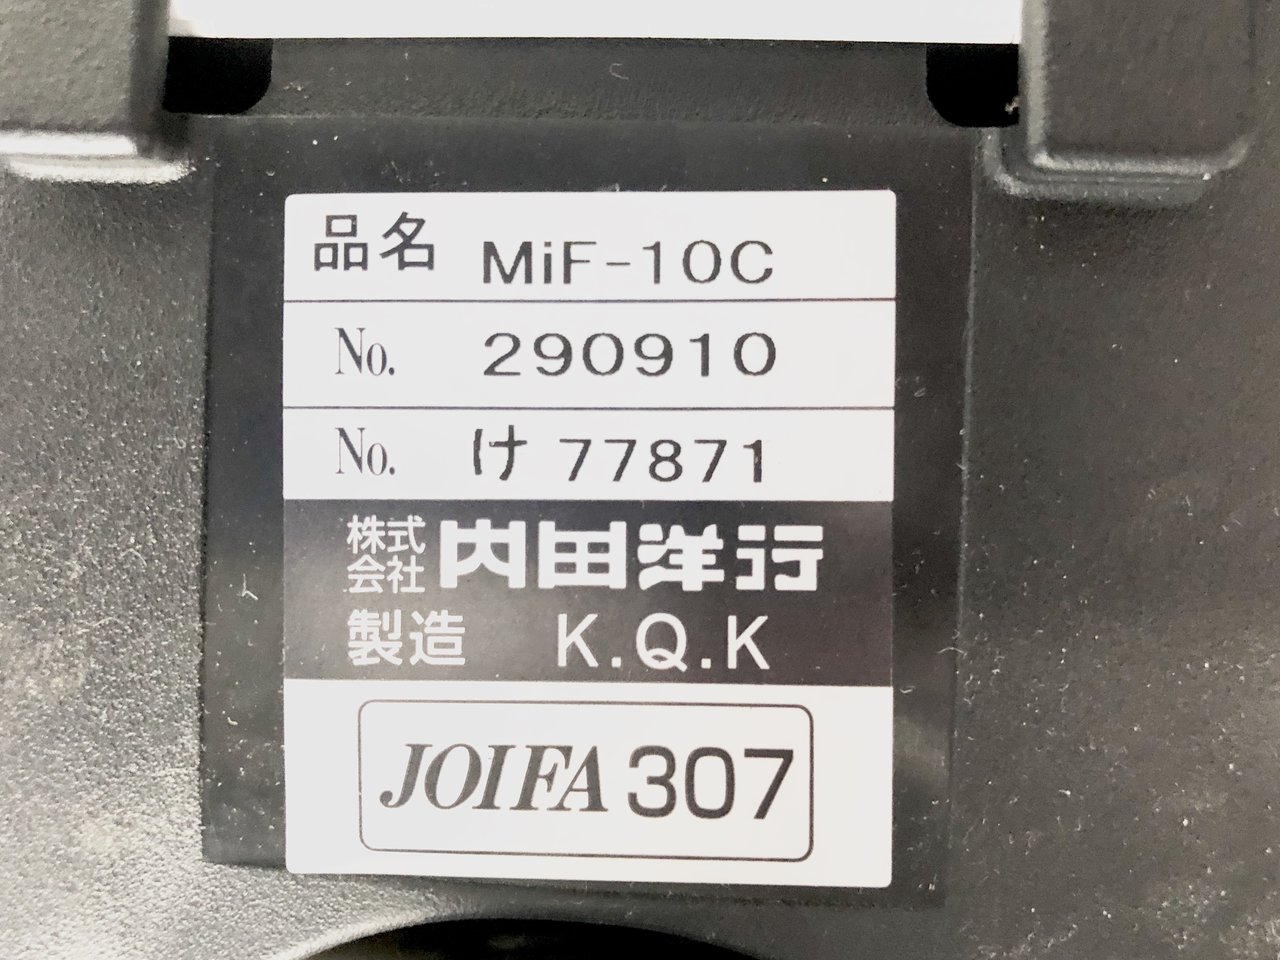 品名 MiF-10C
No. 290910
No. け 77871
株式会社 内田洋行
製造 K.Q.K
JOIFA 307